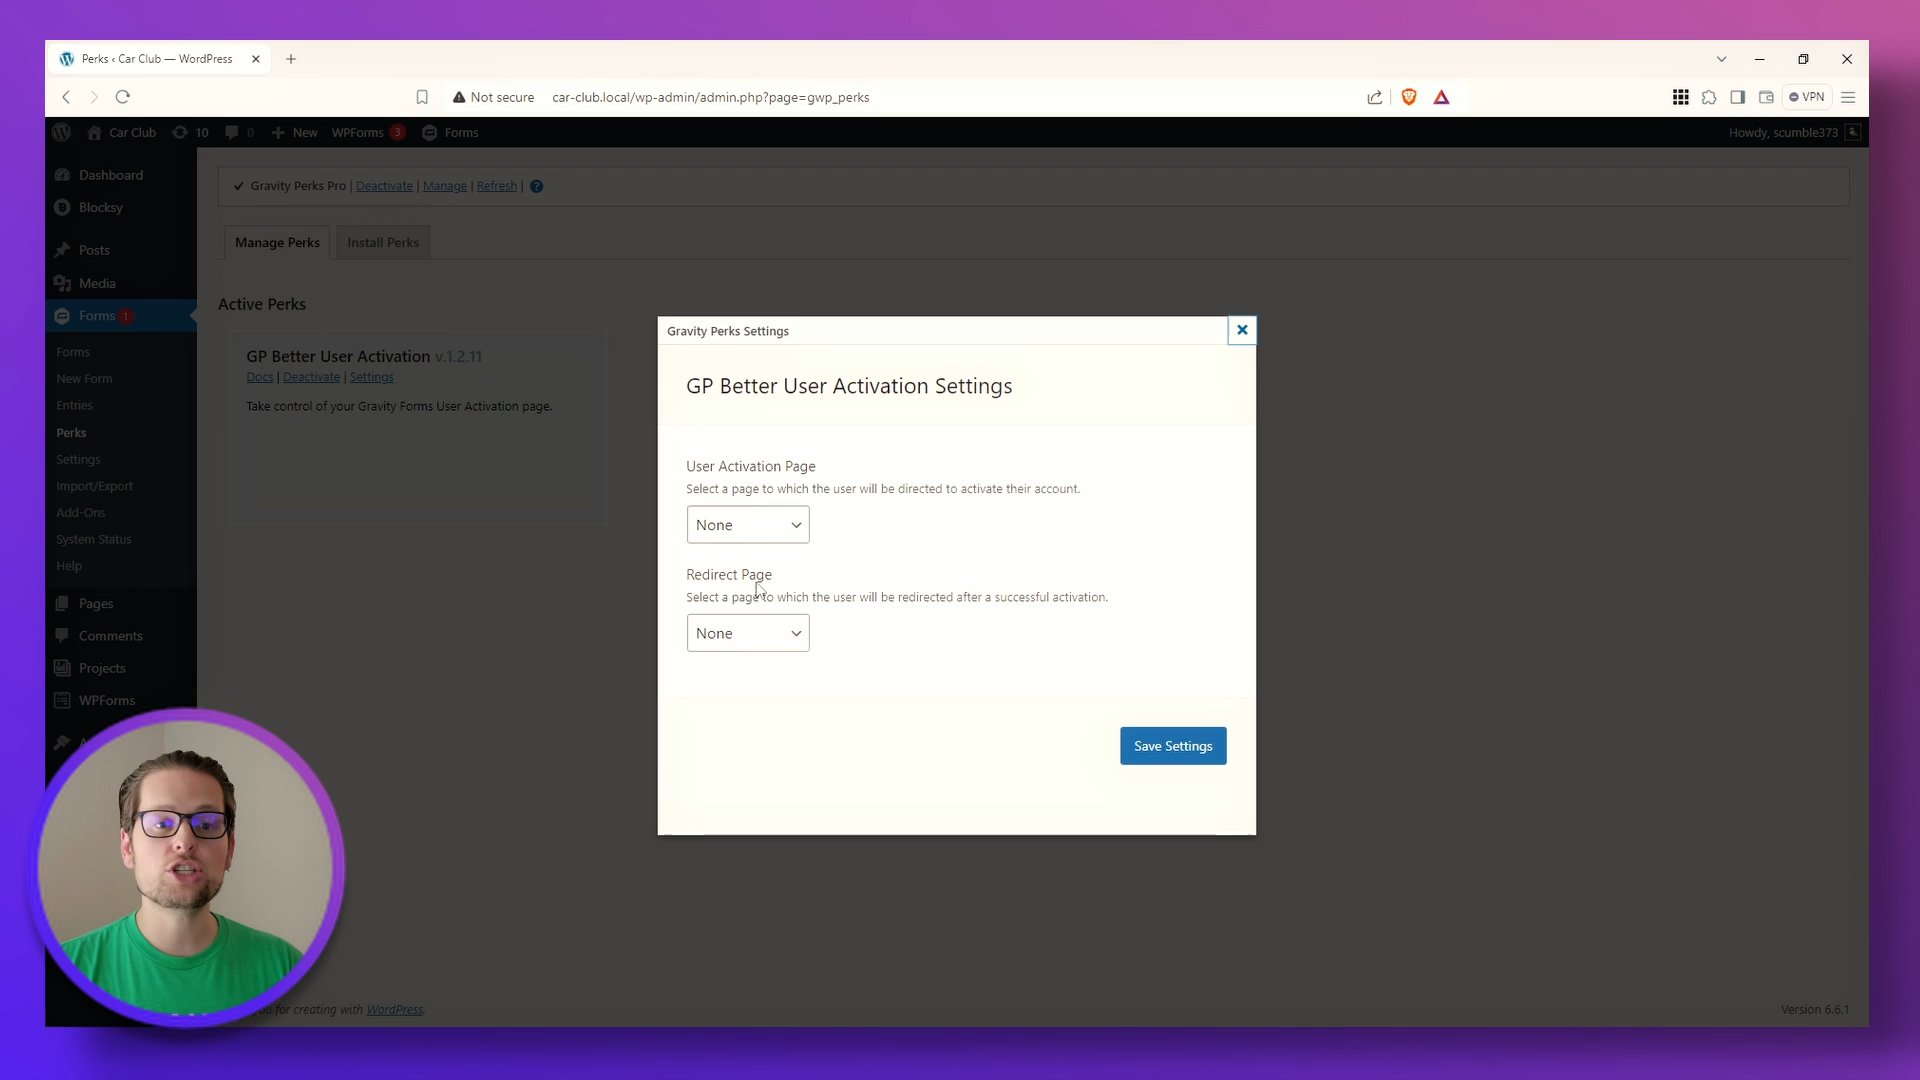 Perks ‹ Car Club — WordPress
Not secure car-club.local/wp-admin/admin.php?page=gwp_perks
VPN
Car Club 10 0 New WPForms 3 Forms
Howdy, scumble373
Dashboard
Blocksy
Posts
Media
Forms 1
Forms
New Form
Entries
Perks
Settings
Import/Export
Add-Ons
System Status
Help
Pages
Comments
Projects
WPForms
Gravity Perks Pro | Deactivate | Manage | Refresh | ?
Manage Perks Install Perks
Active Perks
GP Better User Activation v.1.2.11
Docs | Deactivate | Settings
Take control of your Gravity Forms User Activation page.
Gravity Perks Settings
GP Better User Activation Settings
User Activation Page
Select a page to which the user will be directed to activate their account.
None
Redirect Page
Select a page to which the user will be redirected after a successful activation.
None
Save Settings
for creating with WordPress.
Version 6.6.1